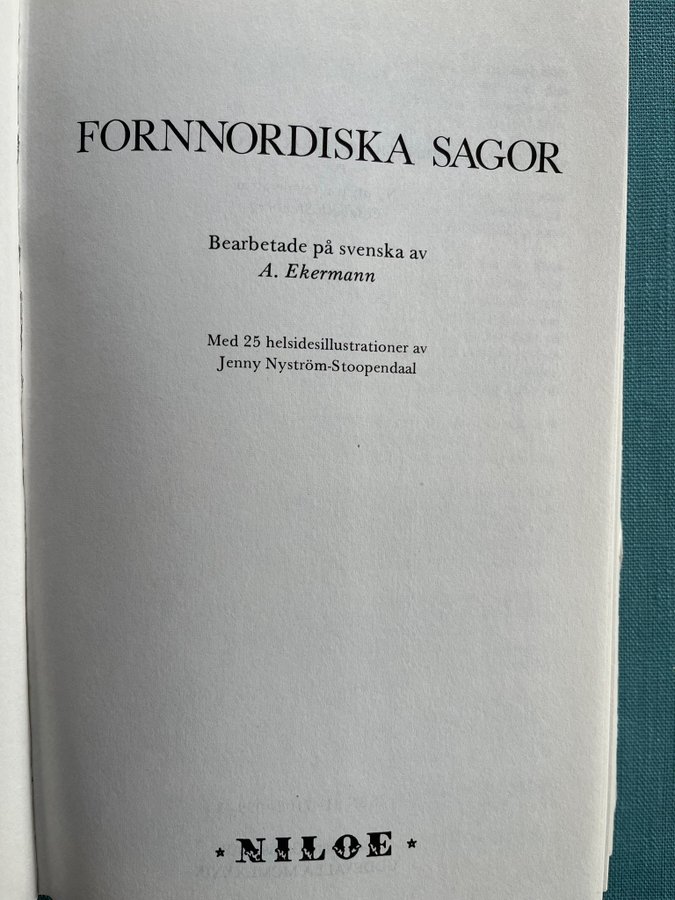 FORNNORDISKA SAGOR
Bearbetade på svenska av
A. Ekermann
Med 25 helsidesillustrationer av
Jenny Nyström-Stoopendaal
* NILOE *